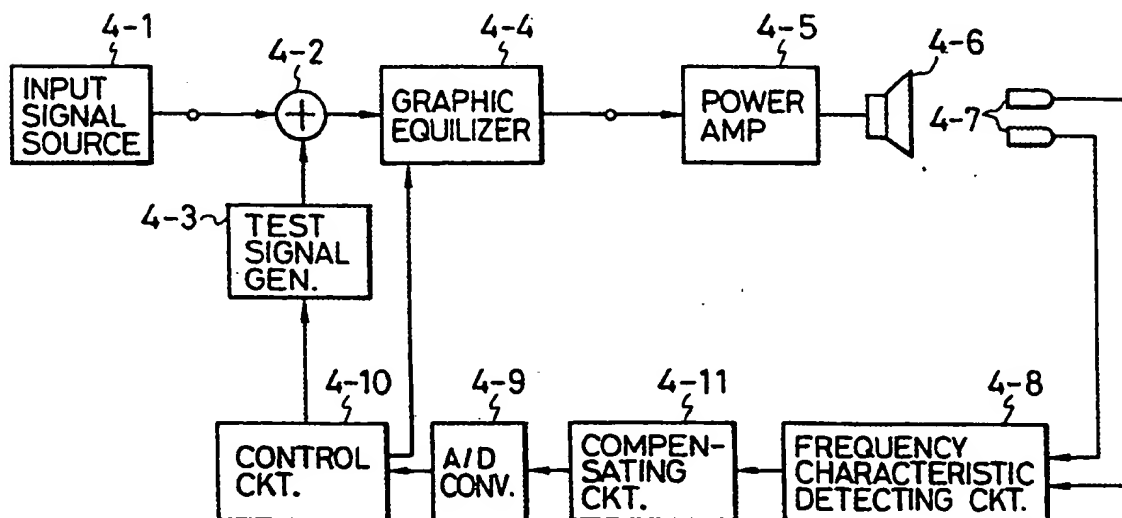 4-1
4-2
4-4
4-5
4-6
INPUT
SIGNAL
SOURCE
+
GRAPHIC
EQUILIZER
POWER
AMP
4-7
4-3
TEST
SIGNAL
GEN.
4-10
4-9
4-11
4-8
CONTROL
CKT.
A/D
CONV.
COMPEN-
SATING
CKT.
FREQUENCY
CHARACTERISTIC
DETECTING CKT.